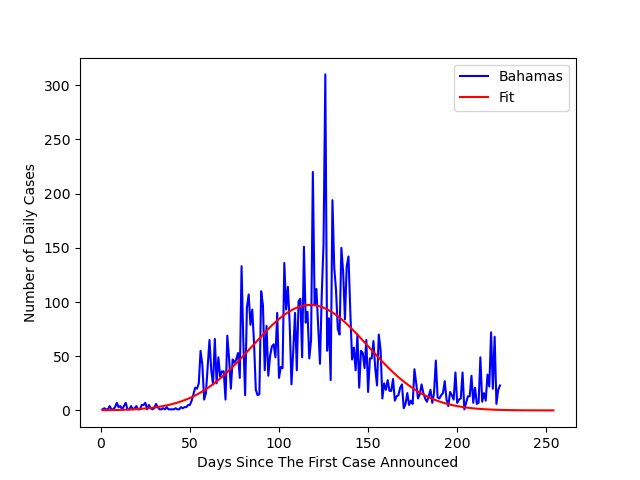 Bahamas
Fit
Number of Daily Cases
300
250
200
150
100
50
0
0 50 100 150 200 250
Days Since The First Case Announced